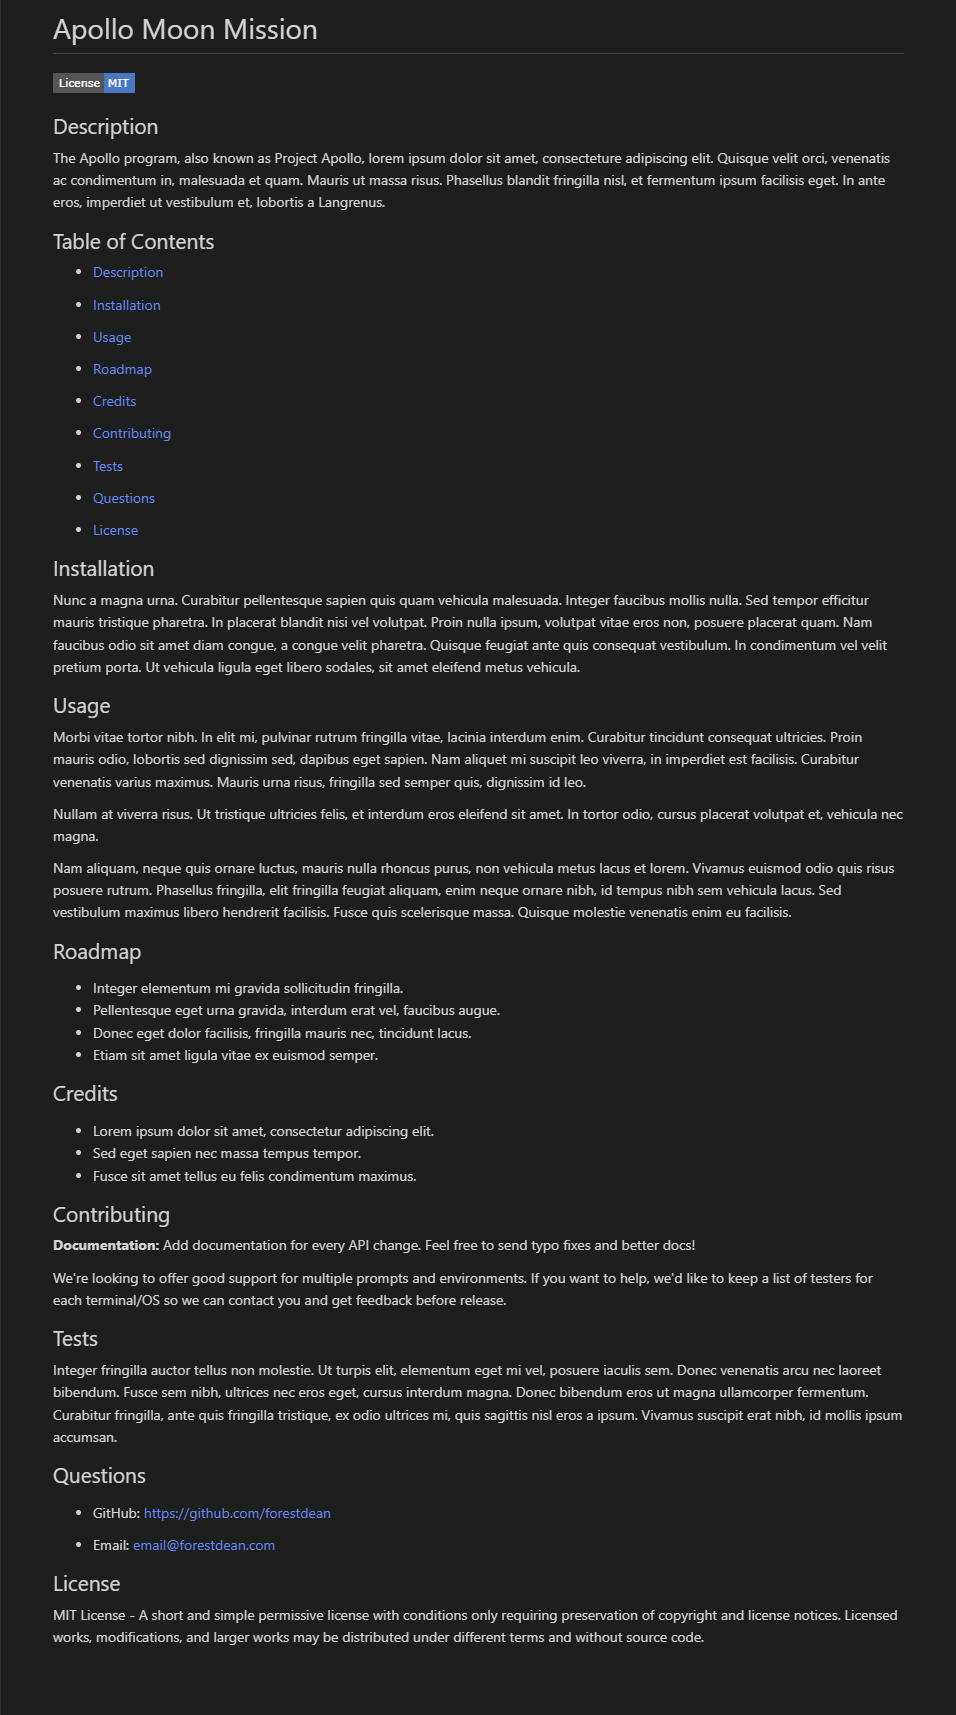 Apollo Moon Mission
License MIT
Description
The Apollo program, also known as Project Apollo, lorem ipsum dolor sit amet, consecteture adipiscing elit. Quisque velit orci, venenatis
ac condimentum in, malesuada et quam. Mauris ut massa risus. Phasellus blandit fringilla nisl, et fermentum ipsum facilisis eget. In ante
eros, imperdiet ut vestibulum et, lobortis a Langrenus.
Table of Contents
• Description
• Installation
• Usage
• Roadmap
• Credits
• Contributing
• Tests
• Questions
• License
Installation
Nunc a magna urna. Curabitur pellentesque sapien quis quam vehicula malesuada. Integer faucibus mollis nulla. Sed tempor efficitur
mauris tristique pharetra. In placerat blandit nisi vel volutpat. Proin nulla ipsum, volutpat vitae eros non, posuere placerat quam. Nam
faucibus odio sit amet diam congue, a congue velit pharetra. Quisque feugiat ante quis consequat vestibulum. In condimentum vel velit
pretium porta. Ut vehicula ligula eget libero sodales, sit amet eleifend metus vehicula.
Usage
Morbi vitae tortor nibh. In elit mi, pulvinar rutrum fringilla vitae, lacinia interdum enim. Curabitur tincidunt consequat ultricies. Proin
mauris odio, lobortis sed dignissim sed, dapibus eget sapien. Nam aliquet mi suscipit leo viverra, in imperdiet est facilisis. Curabitur
venenatis varius maximus. Mauris urna risus, fringilla sed semper quis, dignissim id leo.
Nullam at viverra risus. Ut tristique ultricies felis, et interdum eros eleifend sit amet. In tortor odio, cursus placerat volutpat et, vehicula nec
magna.
Nam aliquam, neque quis ornare luctus, mauris nulla rhoncus purus, non vehicula metus lacus et lorem. Vivamus euismod odio quis risus
posuere rutrum. Phasellus fringilla, elit fringilla feugiat aliquam, enim neque ornare nibh, id tempus nibh sem vehicula lacus. Sed
vestibulum maximus libero hendrerit facilisis. Fusce quis scelerisque massa. Quisque molestie venenatis enim eu facilisis.
Roadmap
• Integer elementum mi gravida sollicitudin fringilla.
• Pellentesque eget urna gravida, interdum erat vel, faucibus augue.
• Donec eget dolor facilisis, fringilla mauris nec, tincidunt lacus.
• Etiam sit amet ligula vitae ex euismod semper.
Credits
• Lorem ipsum dolor sit amet, consectetur adipiscing elit.
• Sed eget sapien nec massa tempus tempor.
• Fusce sit amet tellus eu felis condimentum maximus.
Contributing
Documentation: Add documentation for every API change. Feel free to send typo fixes and better docs!
We're looking to offer good support for multiple prompts and environments. If you want to help, we'd like to keep a list of testers for
each terminal/OS so we can contact you and get feedback before release.
Tests
Integer fringilla auctor tellus non molestie. Ut turpis elit, elementum eget mi vel, posuere iaculis sem. Donec venenatis arcu nec laoreet
bibendum. Fusce sem nibh, ultrices nec eros eget, cursus interdum magna. Donec bibendum eros ut magna ullamcorper fermentum.
Curabitur fringilla, ante quis fringilla tristique, ex odio ultrices mi, quis sagittis nisl eros a ipsum. Vivamus suscipit erat nibh, id mollis ipsum
accumsan.
Questions
• GitHub: https://github.com/forestdean
• Email: email@forestdean.com
License
MIT License - A short and simple permissive license with conditions only requiring preservation of copyright and license notices. Licensed
works, modifications, and larger works may be distributed under different terms and without source code.